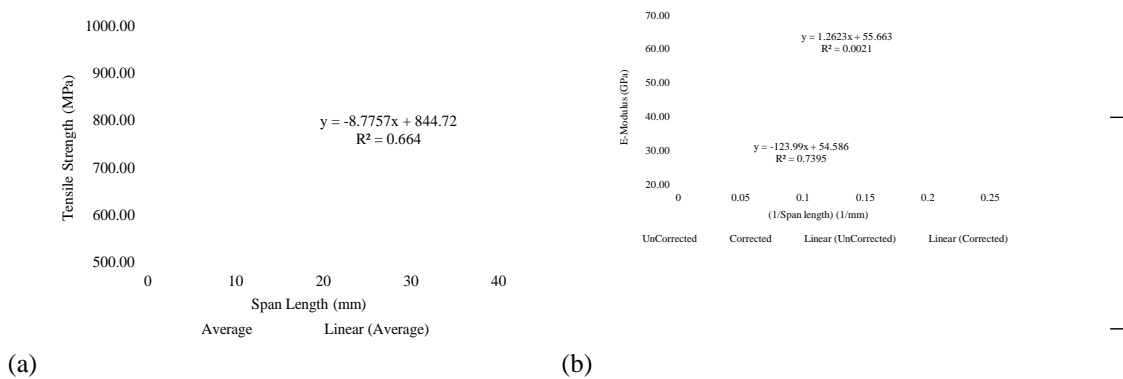 1000.00
900.00
800.00
700.00
600.00
500.00
Tensile Strength (MPa)
y = -8.7757x + 844.72
R² = 0.664
0 10 20 30 40
Span Length (mm)
Average Linear (Average)
(a)
70.00
60.00
50.00
40.00
30.00
20.00
E-Modulus (GPa)
y = 1.2623x + 55.663
R² = 0.0021
y = -123.99x + 54.586
R² = 0.7395
0 0.05 0.1 0.15 0.2 0.25
(1/Span length) (1/mm)
UnCorrected Corrected Linear (UnCorrected) Linear (Corrected)
(b)